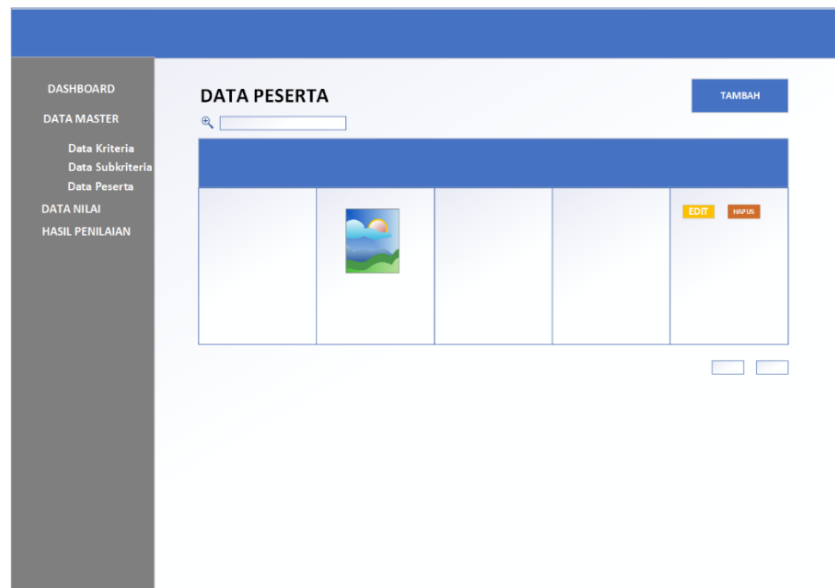 DASHBOARD
DATA MASTER
Data Kriteria
Data Subkriteria
Data Peserta
DATA NILAI
HASIL PENILAIAN
DATA PESERTA
TAMBAH
EDIT
HAPUS